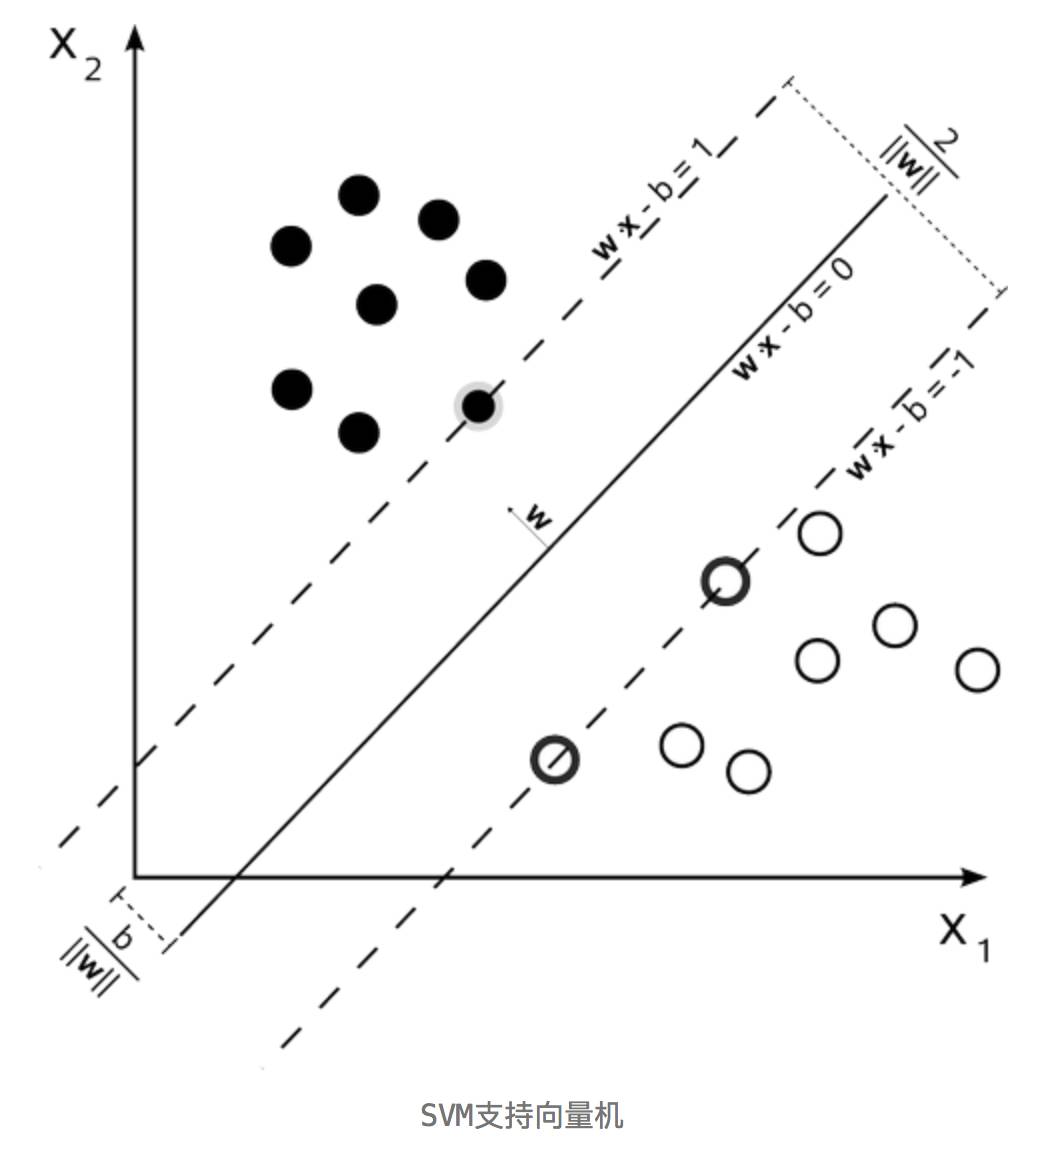 X₂
w·x - b = 1
2
||w||
w·x - b = 0
w·x - b = -1
w
b
||w||
X₁
SVM支持向量机